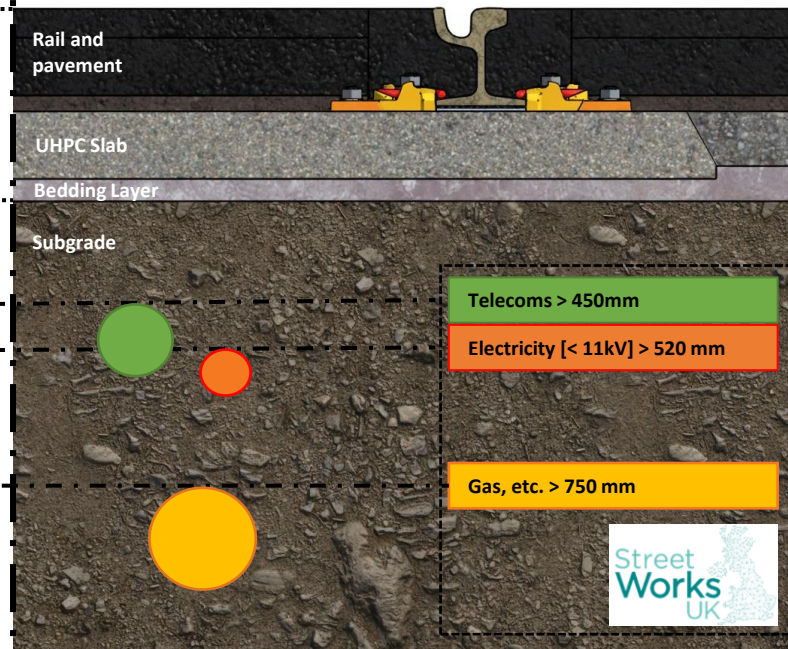 Rail and
pavement
UHPC Slab
Bedding Layer
Subgrade
Telecoms > 450mm
Electricity [< 11kV] > 520 mm
Gas, etc. > 750 mm
Street
Works
UK